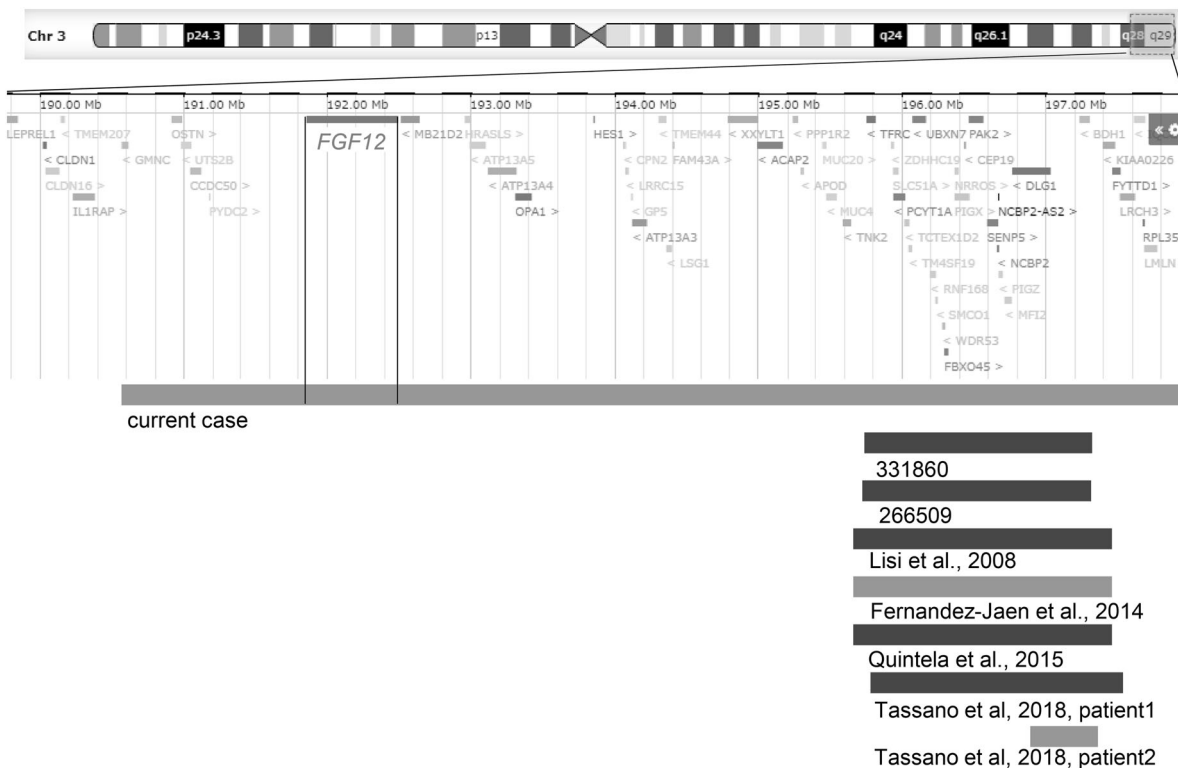 Chr 3 p24.3 p13 q24 q26.1 q28 q29
190.00 Mb 191.00 Mb 192.00 Mb 193.00 Mb 194.00 Mb 195.00 Mb 196.00 Mb 197.00 Mb
LEPREL1 < TMEM207 OSTN > FGF12 < MB21D2 HRASLS > HES1 > < TMEM44 < XXYLT1 < PPP1R2 < TFRC < UBXN7 PAK2 > < BDH1
< CLDN1 < GMNC < UTS2B < ATP13A5 < CPN2 FAM43A > < ACAP2 MUC20 > < ZDHHC19 < CEP19 < KIAA0226
CLDN16 > CCDC50 > < ATP13A4 < LRRC15 < APOD SLC51A > NRROS > < DLG1 FYTTD1 >
IL1RAP > PYDC2 > OPA1 > < GP5 < MUC4 < PCYT1A PIGX > NCBP2-AS2 > LRCH3 >
< ATP13A3 < TNK2 < TCTEX1D2 SENP5 > RPL35
< LSG1 < TM4SF19 < NCBP2 LMLN
< RNF168 < PIGZ
< SMCO1 < MFI2
< WDR53
FBXO45 >
current case
331860
266509
Lisi et al., 2008
Fernandez-Jaen et al., 2014
Quintela et al., 2015
Tassano et al, 2018, patient1
Tassano et al, 2018, patient2